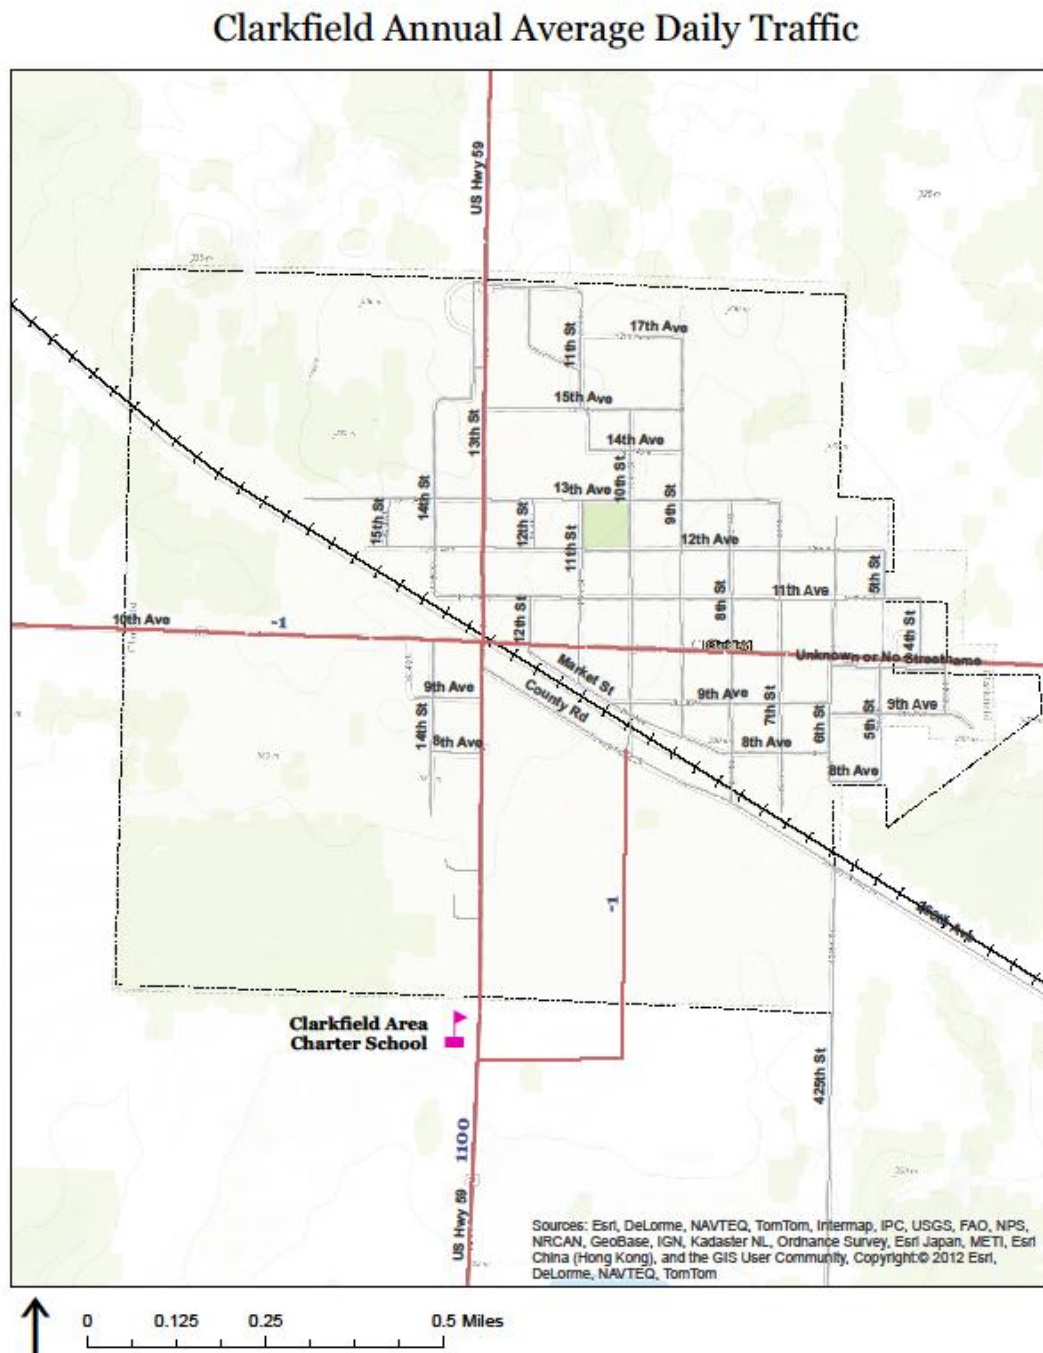 Clarkfield Annual Average Daily Traffic
US Hwy 59
17th Ave
11th St
15th Ave
13th St
14th Ave
10th St
13th Ave
14th St
15th St
12th St
11th St
9th St
12th Ave
8th St
11th Ave
5th St
12th St
4th St
10th Ave
-1
Unknown or No Streetname
Market St
County Rd
9th Ave
9th Ave
9th Ave
14th St
8th Ave
7th St
6th St
5th St
8th Ave
8th Ave
-1
Clarkfield Area
Charter School
425th St
1100
US Hwy 59
Sources: Esri, DeLorme, NAVTEQ, TomTom, Intermap, iPC, USGS, FAO, NPS,
NRCAN, GeoBase, IGN, Kadaster NL, Ordnance Survey, Esri Japan, METI, Esri
China (Hong Kong), and the GIS User Community, Copyright:© 2012 Esri,
DeLorme, NAVTEQ, TomTom
0 0.125 0.25 0.5 Miles